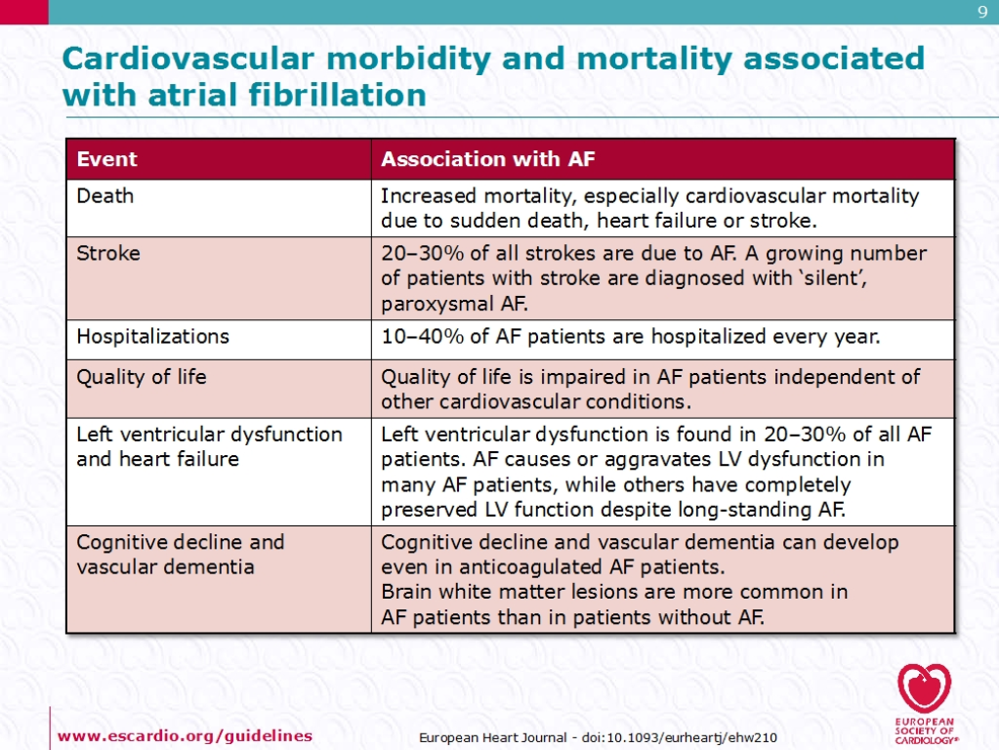 9
Cardiovascular morbidity and mortality associated
with atrial fibrillation
Event
Association with AF
Death
Increased mortality, especially cardiovascular mortality
due to sudden death, heart failure or stroke.
Stroke
20–30% of all strokes are due to AF. A growing number
of patients with stroke are diagnosed with ‘silent’,
paroxysmal AF.
Hospitalizations
10–40% of AF patients are hospitalized every year.
Quality of life
Quality of life is impaired in AF patients independent of
other cardiovascular conditions.
Left ventricular dysfunction
and heart failure
Left ventricular dysfunction is found in 20–30% of all AF
patients. AF causes or aggravates LV dysfunction in
many AF patients, while others have completely
preserved LV function despite long-standing AF.
Cognitive decline and
vascular dementia
Cognitive decline and vascular dementia can develop
even in anticoagulated AF patients.
Brain white matter lesions are more common in
AF patients than in patients without AF.
www.escardio.org/guidelines
European Heart Journal - doi:10.1093/eurheartj/ehw210
EUROPEAN
SOCIETY OF
CARDIOLOGY®